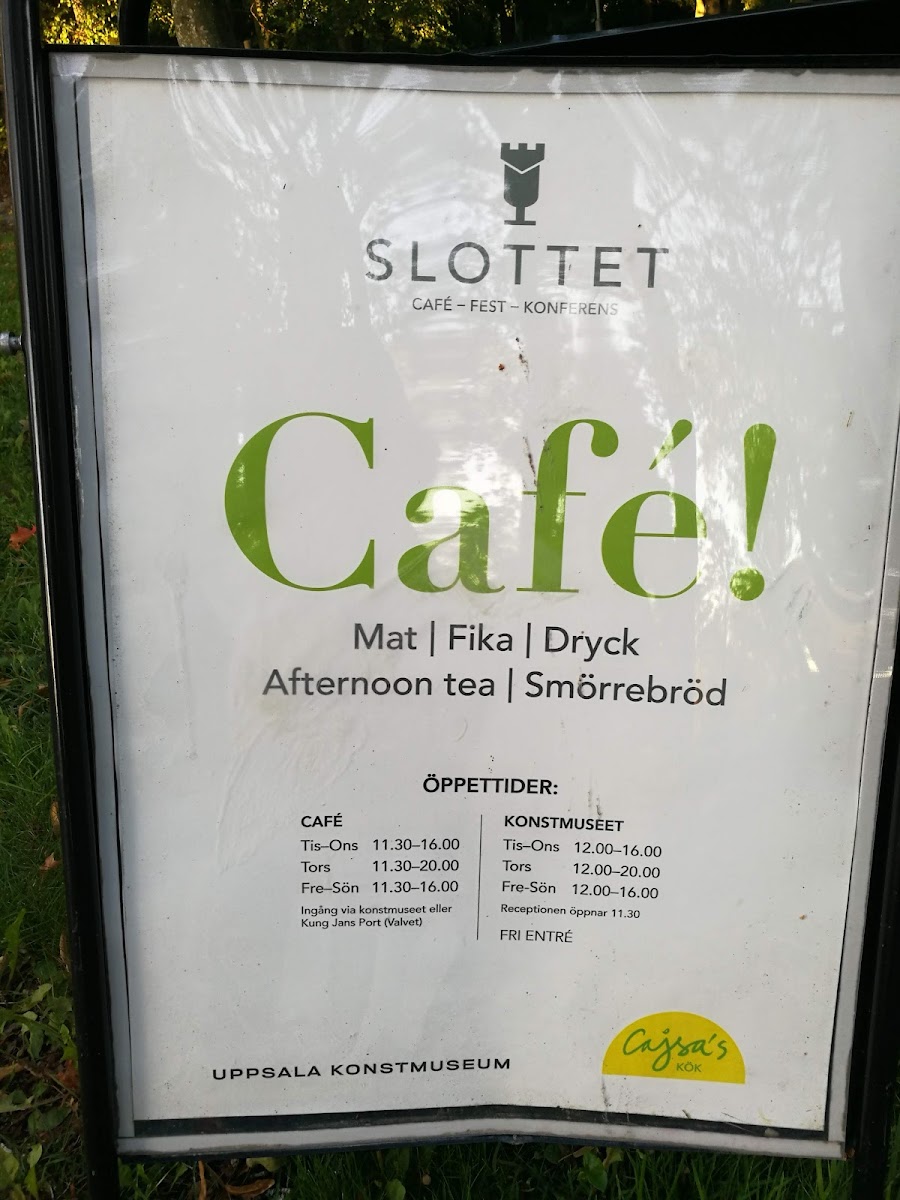 SLOTTET
CAFÉ – FEST – KONFERENS
Café!
Mat | Fika | Dryck
Afternoon tea | Smörrebröd
ÖPPETTIDER:
CAFÉ
Tis–Ons 11.30–16.00
Tors 11.30–20.00
Fre–Sön 11.30–16.00
Ingång via konstmuseet eller
Kung Jans Port (Valvet)
KONSTMUSEET
Tis–Ons 12.00–16.00
Tors 12.00–20.00
Fre-Sön 12.00–16.00
Receptionen öppnar 11.30
FRI ENTRÉ
UPPSALA KONSTMUSEUM
Cajsa's
KÖK